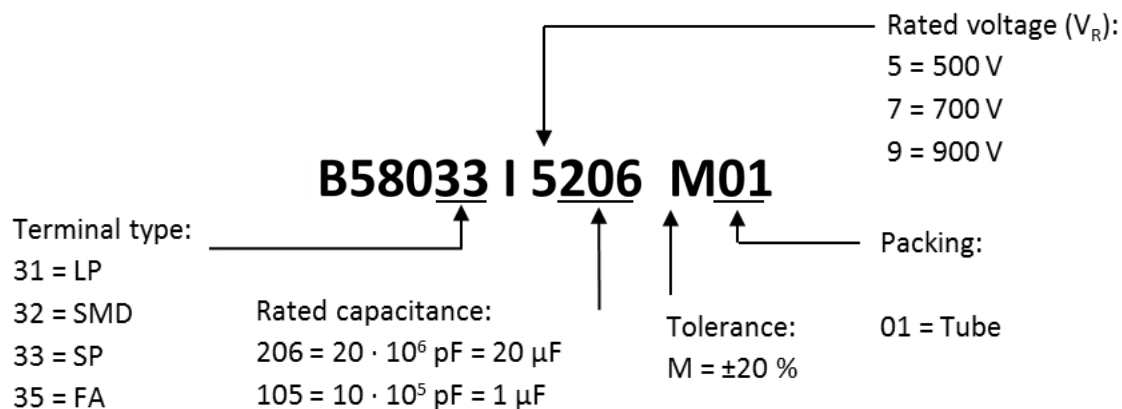 Rated voltage (VR):
5 = 500 V
7 = 700 V
9 = 900 V
B58033 I 5206 M01
Terminal type:
31 = LP
32 = SMD
33 = SP
35 = FA
Rated capacitance:
206 = 20 · 10⁶ pF = 20 µF
105 = 10 · 10⁵ pF = 1 µF
Tolerance:
M = ±20 %
Packing:
01 = Tube